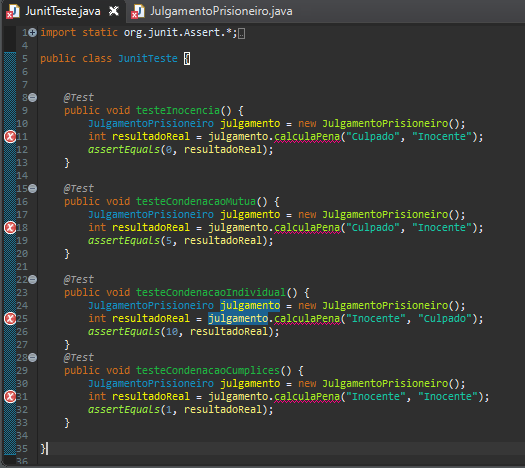 JunitTeste.java JulgamentoPrisioneiro.java
1 import static org.junit.Assert.*;
4
5 public class JunitTeste {
6
7
8 @Test
9 public void testeInocencia() {
10 JulgamentoPrisioneiro julgamento = new JulgamentoPrisioneiro();
11 int resultadoReal = julgamento.calculaPena("Culpado", "Inocente");
12 assertEquals(0, resultadoReal);
13 }
14
15 @Test
16 public void testeCondenacaoMutua() {
17 JulgamentoPrisioneiro julgamento = new JulgamentoPrisioneiro();
18 int resultadoReal = julgamento.calculaPena("Culpado", "Inocente");
19 assertEquals(5, resultadoReal);
20 }
21
22 @Test
23 public void testeCondenacaoIndividual() {
24 JulgamentoPrisioneiro julgamento = new JulgamentoPrisioneiro();
25 int resultadoReal = julgamento.calculaPena("Inocente", "Culpado");
26 assertEquals(10, resultadoReal);
27 }
28 @Test
29 public void testeCondenacaoCumplices() {
30 JulgamentoPrisioneiro julgamento = new JulgamentoPrisioneiro();
31 int resultadoReal = julgamento.calculaPena("Inocente", "Inocente");
32 assertEquals(1, resultadoReal);
33 }
34
35 }
36